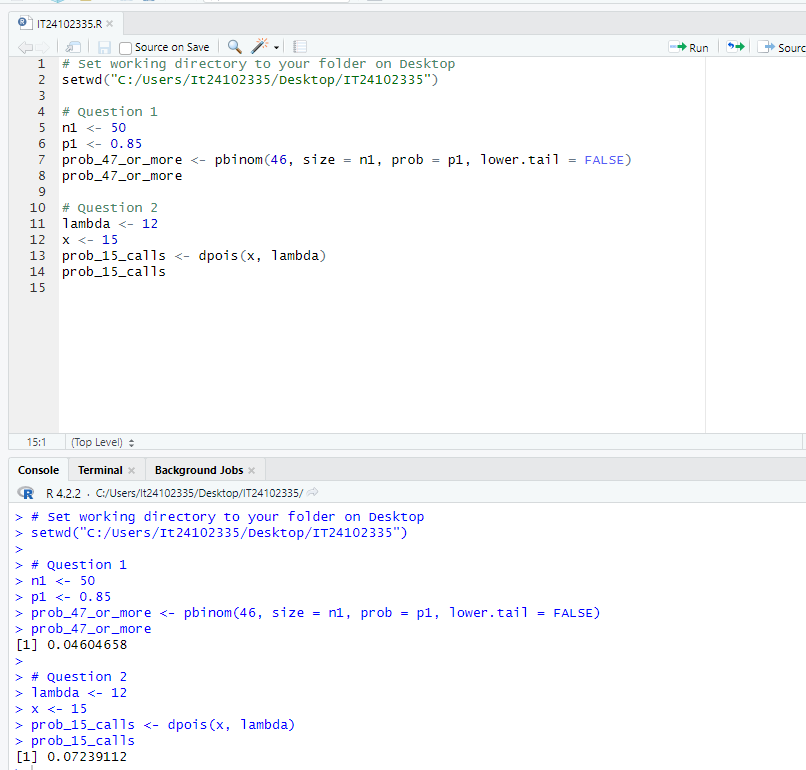 IT24102335.R
Source on Save
Run
Sourc
1 # Set working directory to your folder on Desktop
2 setwd("C:/Users/It24102335/Desktop/IT24102335")
3
4 # Question 1
5 n1 <- 50
6 p1 <- 0.85
7 prob_47_or_more <- pbinom(46, size = n1, prob = p1, lower.tail = FALSE)
8 prob_47_or_more
9
10 # Question 2
11 lambda <- 12
12 x <- 15
13 prob_15_calls <- dpois(x, lambda)
14 prob_15_calls
15
15:1 (Top Level)
Console Terminal Background Jobs
R 4.2.2 · C:/Users/It24102335/Desktop/IT24102335/
> # Set working directory to your folder on Desktop
> setwd("C:/Users/It24102335/Desktop/IT24102335")
>
> # Question 1
> n1 <- 50
> p1 <- 0.85
> prob_47_or_more <- pbinom(46, size = n1, prob = p1, lower.tail = FALSE)
> prob_47_or_more
[1] 0.04604658
>
> # Question 2
> lambda <- 12
> x <- 15
> prob_15_calls <- dpois(x, lambda)
> prob_15_calls
[1] 0.07239112